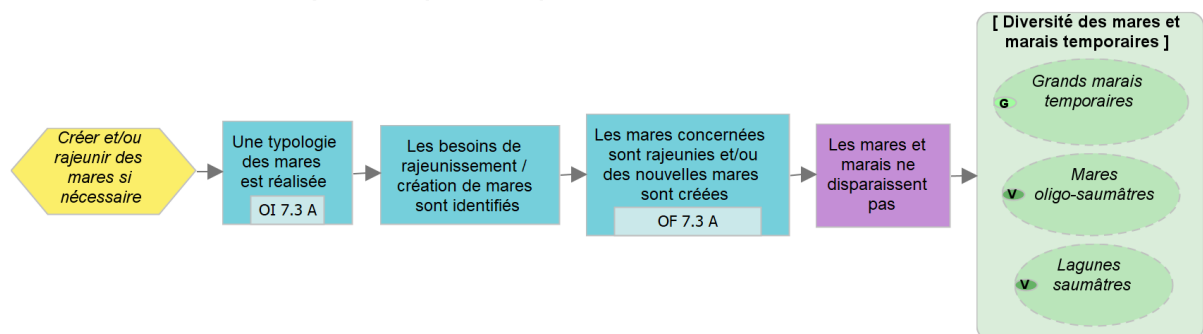 Créer et/ou
rajeunir des
mares si
nécessaire
Une typologie
des mares
est réalisée
OI 7.3 A
Les besoins de
rajeunissement /
création de mares
sont identifiés
Les mares concernées
sont rajeunies et/ou
des nouvelles mares
sont créées
OF 7.3 A
Les mares et
marais ne
disparaissent
pas
[ Diversité des mares et
marais temporaires ]
Grands marais
temporaires
G
Mares
oligo-saumâtres
V
Lagunes
saumâtres
V